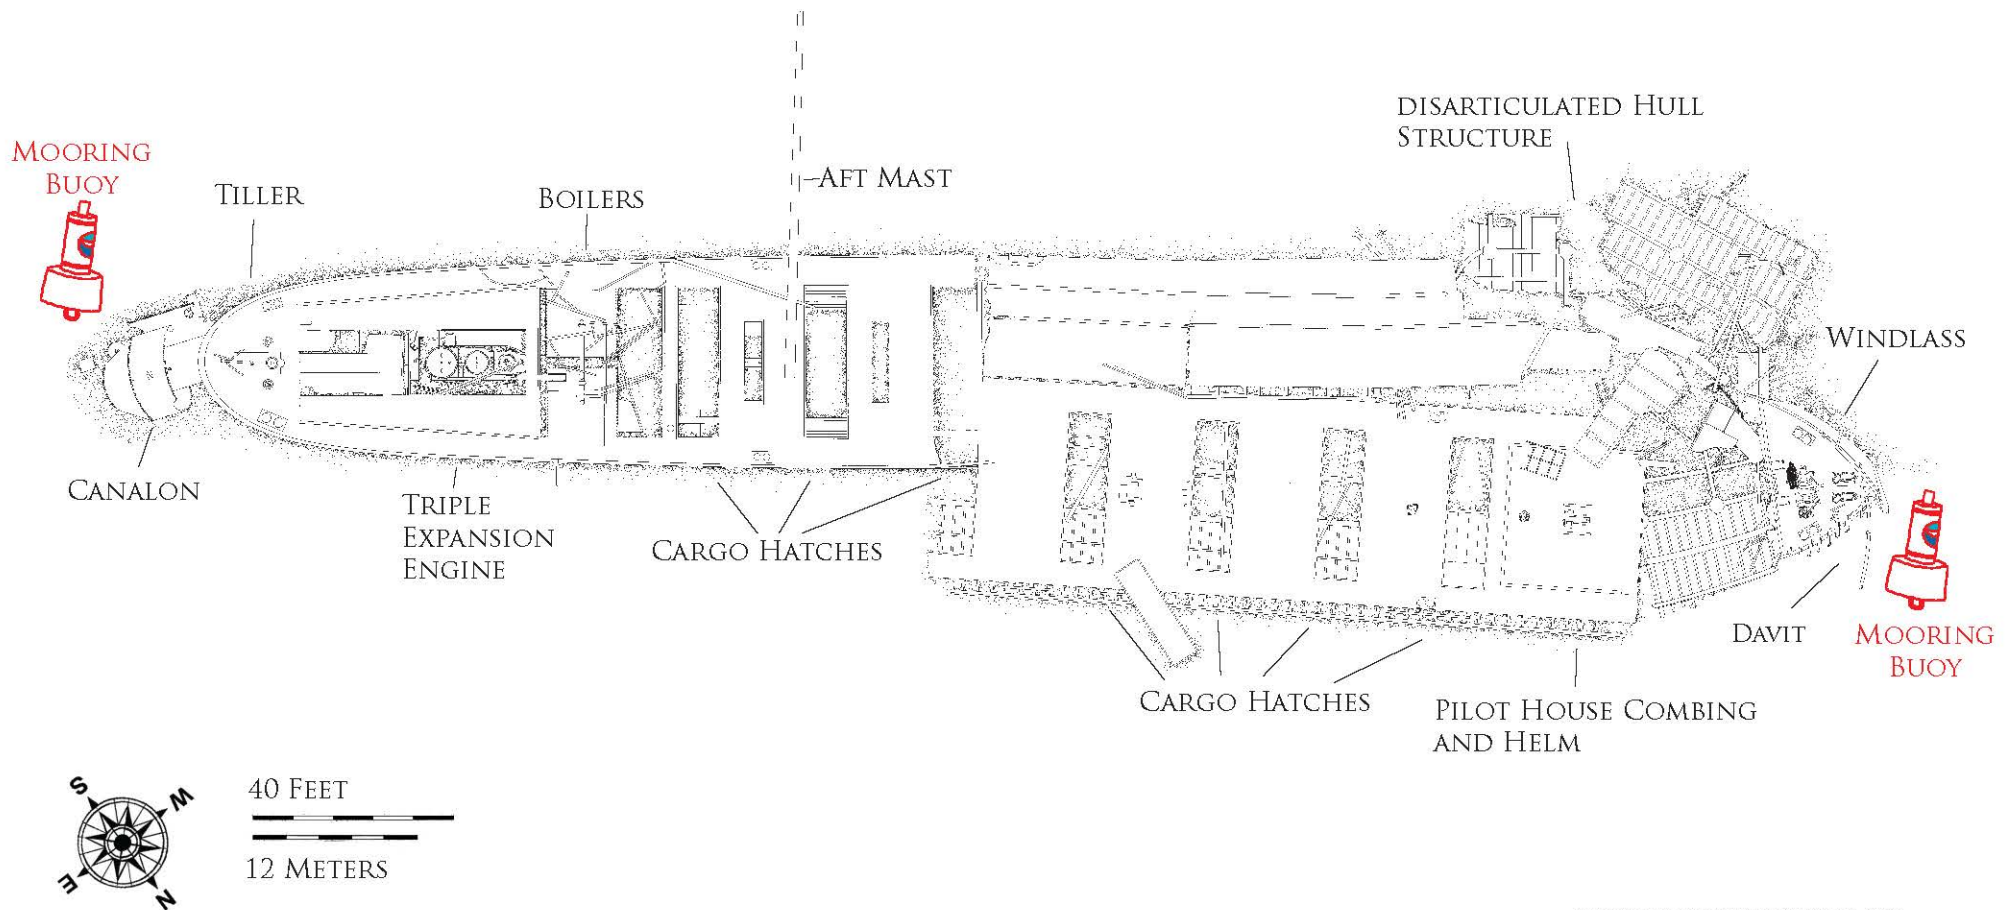 DISARTICULATED HULL
STRUCTURE
MOORING
BUOY
TILLER
BOILERS
AFT MAST
WINDLASS
CANALON
TRIPLE
EXPANSION
ENGINE
CARGO HATCHES
DAVIT
MOORING
BUOY
CARGO HATCHES
PILOT HOUSE COMBING
AND HELM
S
W
E
N
40 FEET
12 METERS